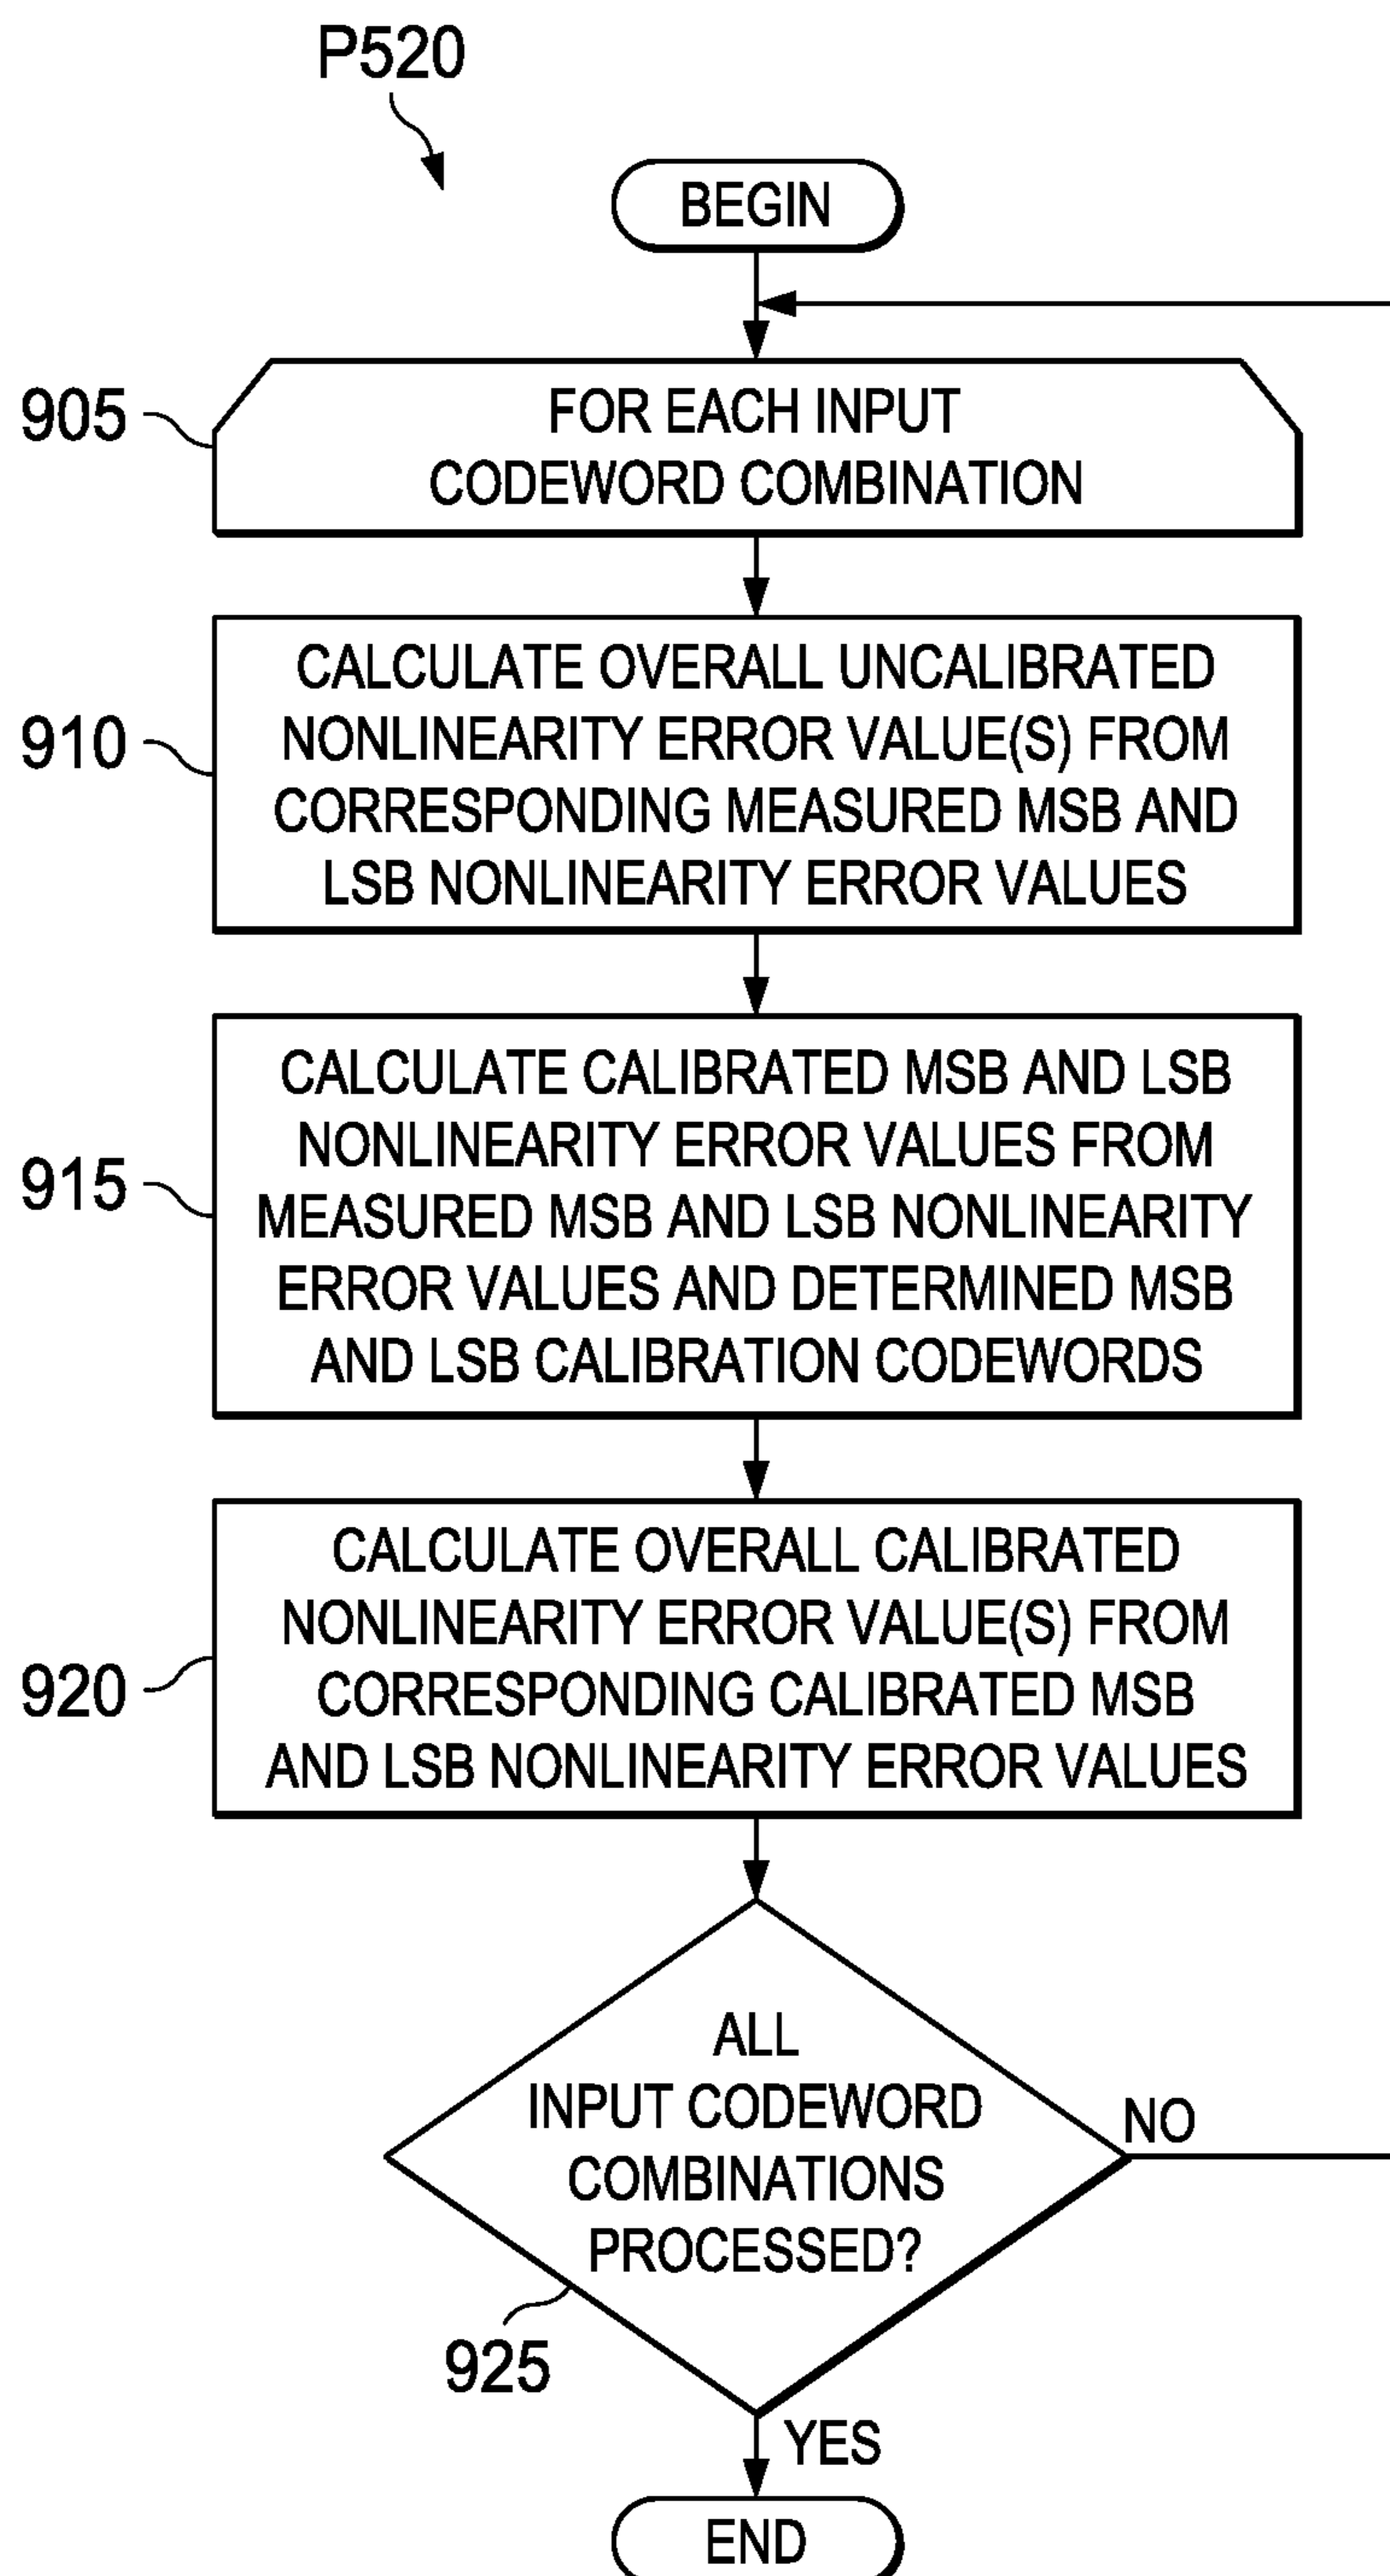 P520
BEGIN
905
FOR EACH INPUT
CODEWORD COMBINATION
910
CALCULATE OVERALL UNCALIBRATED
NONLINEARITY ERROR VALUE(S) FROM
CORRESPONDING MEASURED MSB AND
LSB NONLINEARITY ERROR VALUES
915
CALCULATE CALIBRATED MSB AND LSB
NONLINEARITY ERROR VALUES FROM
MEASURED MSB AND LSB NONLINEARITY
ERROR VALUES AND DETERMINED MSB
AND LSB CALIBRATION CODEWORDS
920
CALCULATE OVERALL CALIBRATED
NONLINEARITY ERROR VALUE(S) FROM
CORRESPONDING CALIBRATED MSB
AND LSB NONLINEARITY ERROR VALUES
ALL
INPUT CODEWORD
COMBINATIONS
PROCESSED?
NO
925
YES
END